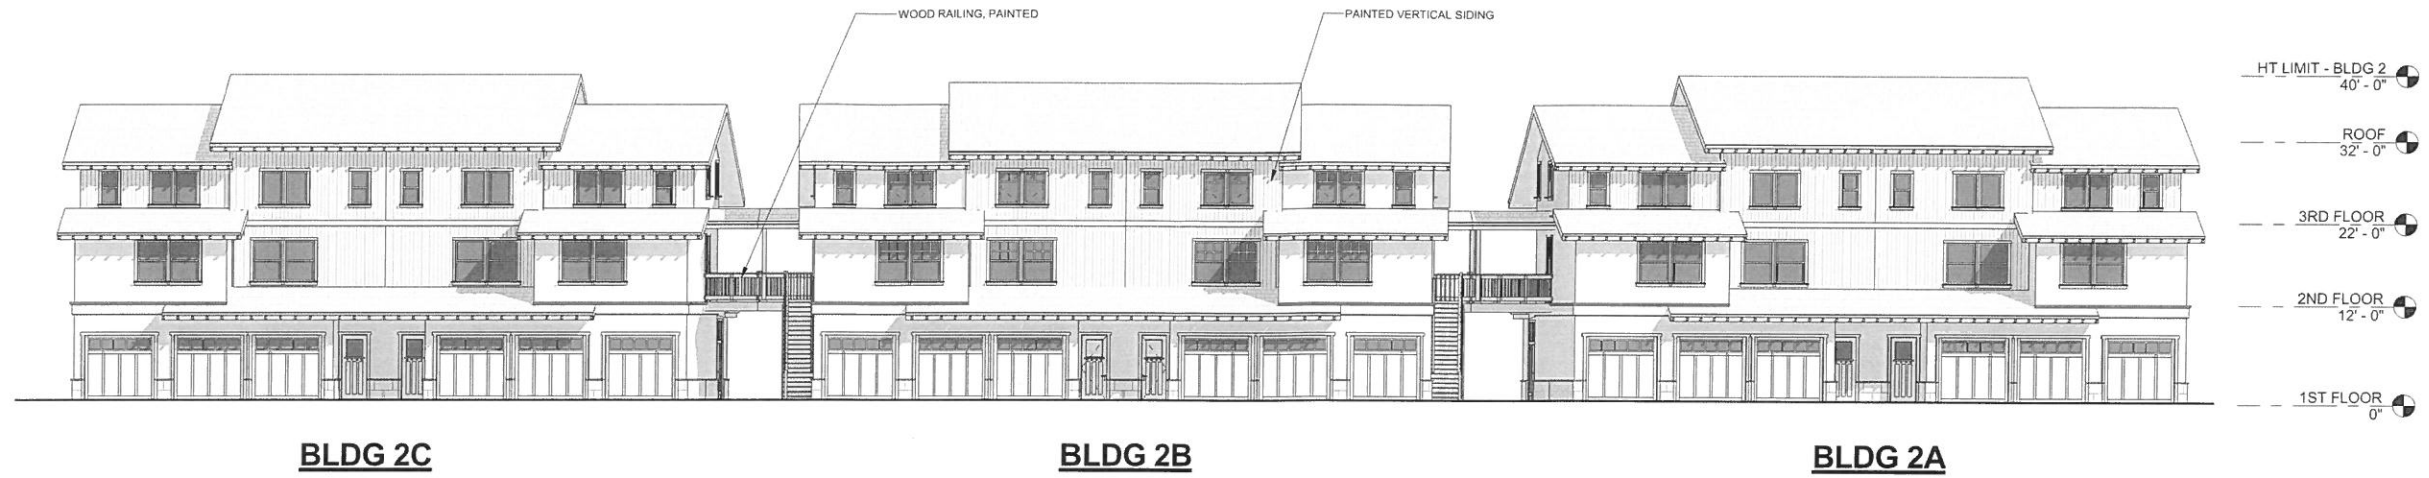 WOOD RAILING, PAINTED
PAINTED VERTICAL SIDING
HT LIMIT - BLDG 2
40' - 0"
ROOF
32' - 0"
3RD FLOOR
22' - 0"
2ND FLOOR
12' - 0"
1ST FLOOR
0"
BLDG 2C
BLDG 2B
BLDG 2A